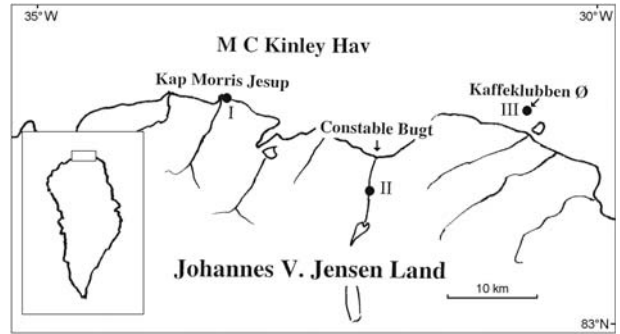 35°W
30°W
M C Kinley Hav
Kap Morris Jesup
Kaffeklubben Ø
I
III
Constable Bugt
II
Johannes V. Jensen Land
10 km
83°N